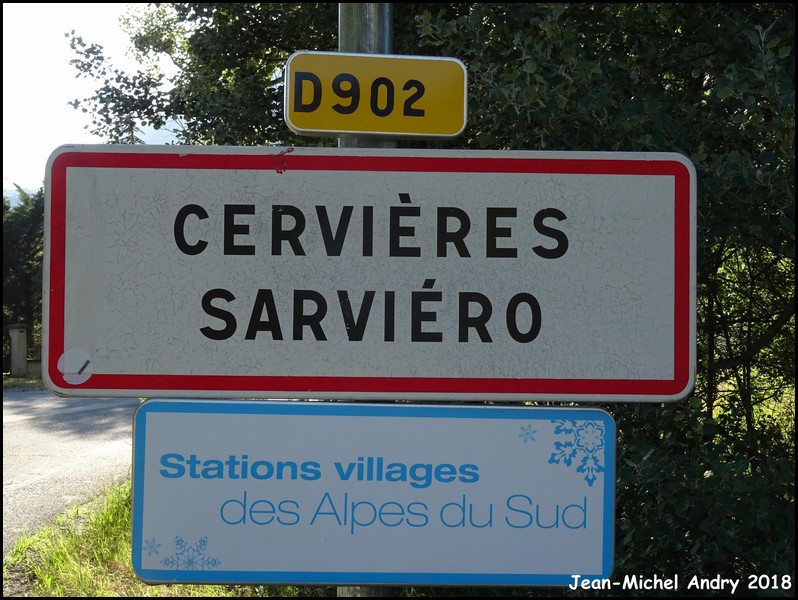 D902
CERVIÈRES
SARVIÉRO
Stations villages
des Alpes du Sud
Jean-Michel Andry 2018